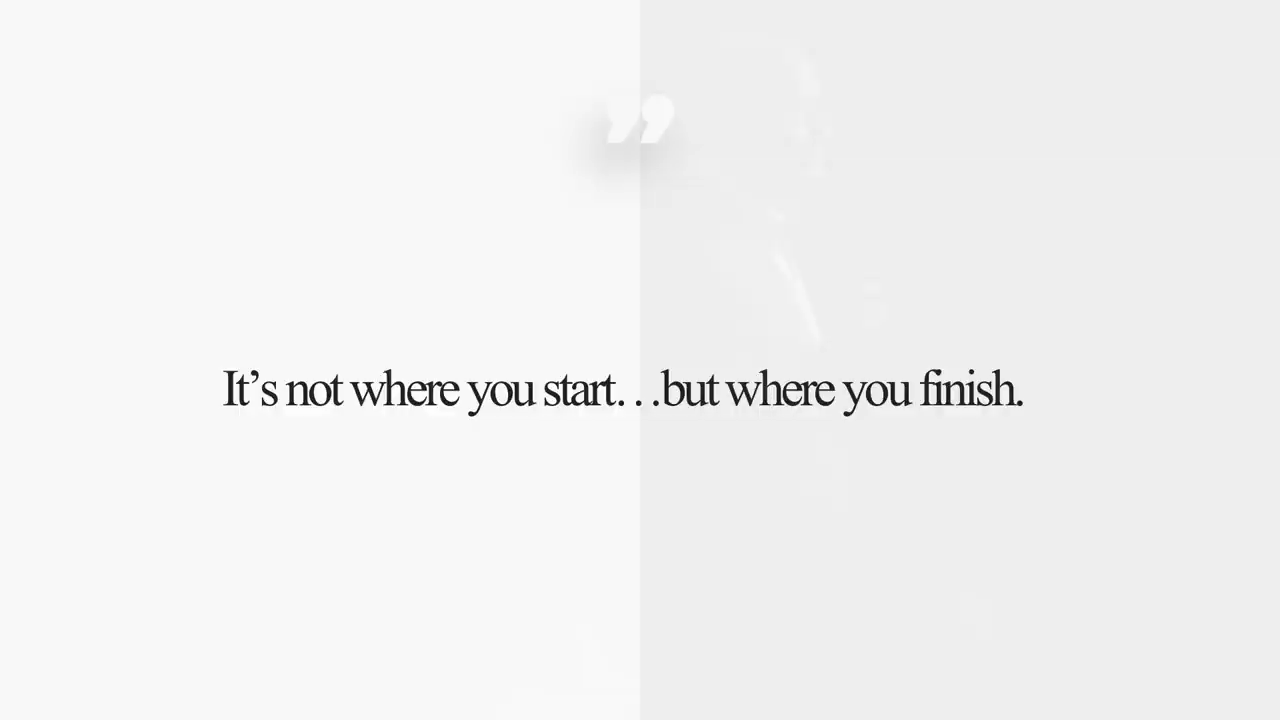 ”
It’s not where you start. . .but where you finish.